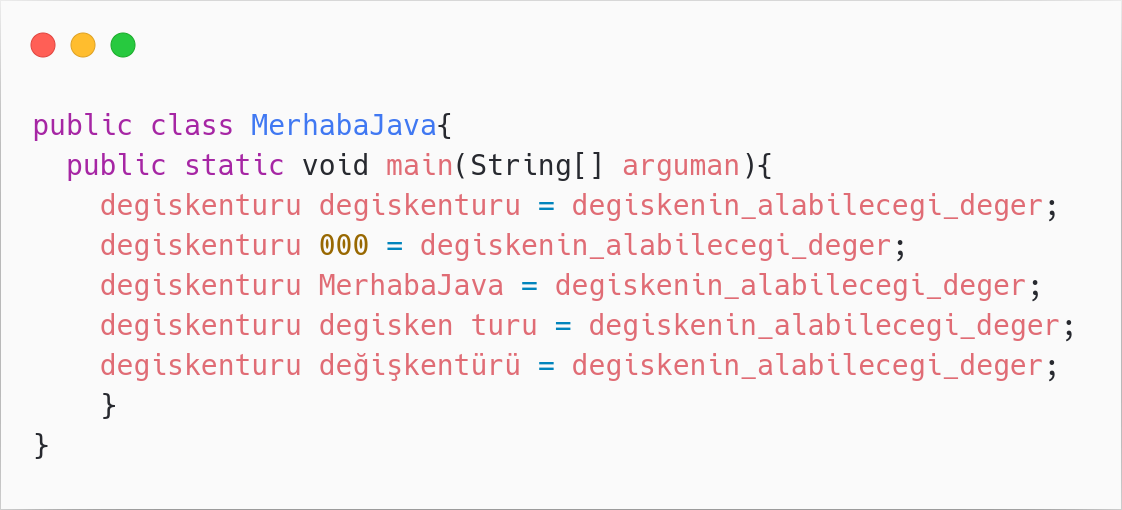 public class MerhabaJava{
public static void main(String[] arguman){
degiskenturu degiskenturu = degiskenin_alabilecegi_deger;
degiskenturu 000 = degiskenin_alabilecegi_deger;
degiskenturu MerhabaJava = degiskenin_alabilecegi_deger;
degiskenturu degisken turu = degiskenin_alabilecegi_deger;
degiskenturu değişkentürü = degiskenin_alabilecegi_deger;
}
}